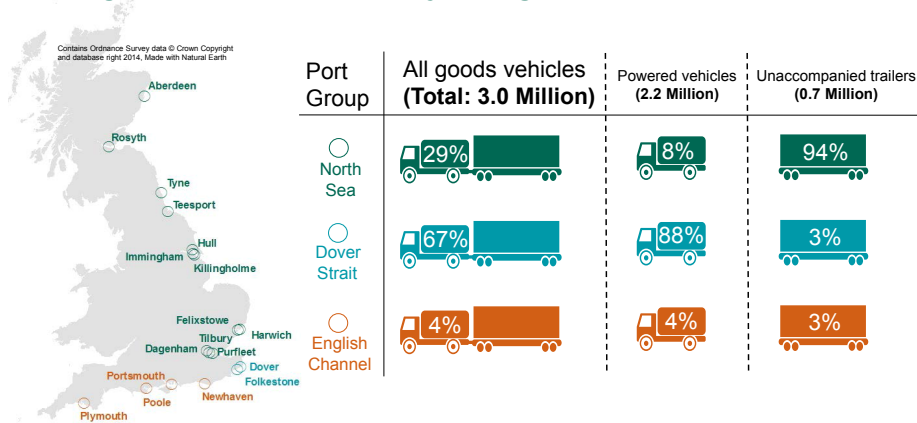 Contains Ordnance Survey data © Crown Copyright
and database right 2014, Made with Natural Earth
Aberdeen
Rosyth
Tyne
Teesport
Hull
Immingham
Killingholme
Felixstowe
Harwich
Tilbury
Dagenham
Purfleet
Dover
Folkestone
Portsmouth
Newhaven
Poole
Plymouth
Port
Group
All goods vehicles
(Total: 3.0 Million)
Powered vehicles
(2.2 Million)
Unaccompanied trailers
(0.7 Million)
North
Sea
29%
8%
94%
Dover
Strait
67%
88%
3%
English
Channel
4%
4%
3%